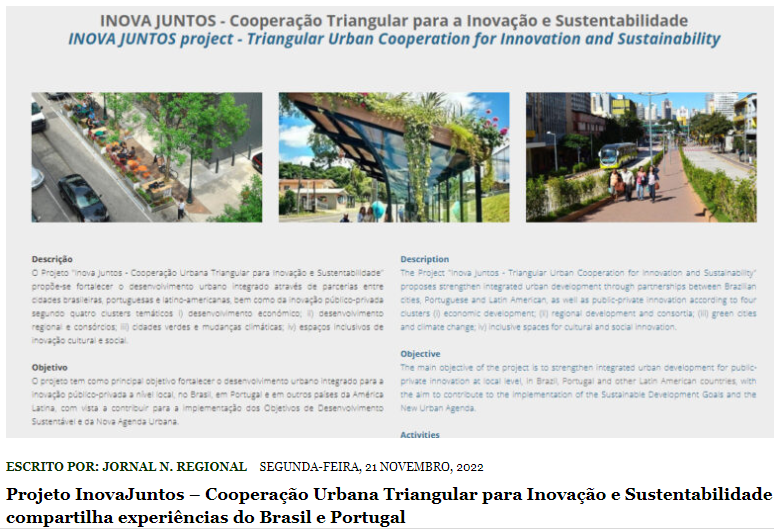 INOVA JUNTOS - Cooperação Triangular para a Inovação e Sustentabilidade
INOVA JUNTOS project - Triangular Urban Cooperation for Innovation and Sustainability
Descrição
O Projeto "Inova Juntos - Cooperação Urbana Triangular para Inovação e Sustentabilidade"
propõe-se fortalecer o desenvolvimento urbano integrado através de parcerias entre
cidades brasileiras, portuguesas e latino-americanas, bem como da inovação público-privada
segundo quatro clusters temáticos i) desenvolvimento económico; ii) desenvolvimento
regional e consórcios; iii) cidades verdes e mudanças climáticas; iv) espaços inclusivos de
inovação cultural e social.
Objetivo
O projeto tem como principal objetivo fortalecer o desenvolvimento urbano integrado para a
inovação público-privada a nível local, no Brasil, em Portugal e em outros países da América
Latina, com vista a contribuir para a implementação dos Objetivos de Desenvolvimento
Sustentável e da Nova Agenda Urbana.
Description
The Project "Inova Juntos - Triangular Urban Cooperation for Innovation and Sustainability"
proposes strengthen integrated urban development through partnerships between Brazilian
cities, Portuguese and Latin American, as well as public-private innovation according to four
clusters (i) economic development; (ii) regional development and consortia; (iii) green cities
and climate change; iv) inclusive spaces for cultural and social innovation.
Objective
The main objective of the project is to strengthen integrated urban development for public-
private innovation at local level, in Brazil, Portugal and other Latin American countries, with
the aim to contribute to the implementation of the Sustainable Development Goals and the
New Urban Agenda.
Activities
ESCRITO POR: JORNAL N. REGIONAL SEGUNDA-FEIRA, 21 NOVEMBRO, 2022
Projeto InovaJuntos – Cooperação Urbana Triangular para Inovação e Sustentabilidade
compartilha experiências do Brasil e Portugal